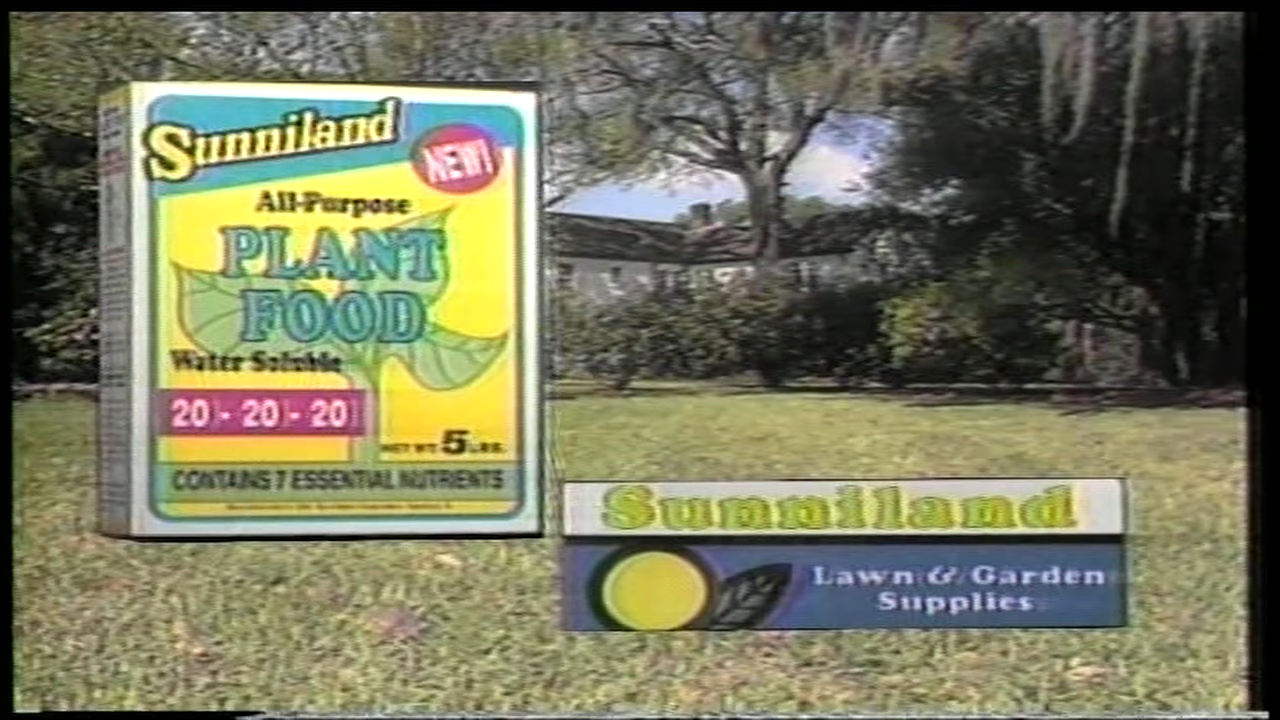 Sunniland
NEW!
All-Purpose
PLANT
FOOD
Water Soluble
20 - 20 - 20
NET WT. 5 LBS.
CONTAINS 7 ESSENTIAL NUTRIENTS
Sunniland
Lawn & Garden
Supplies